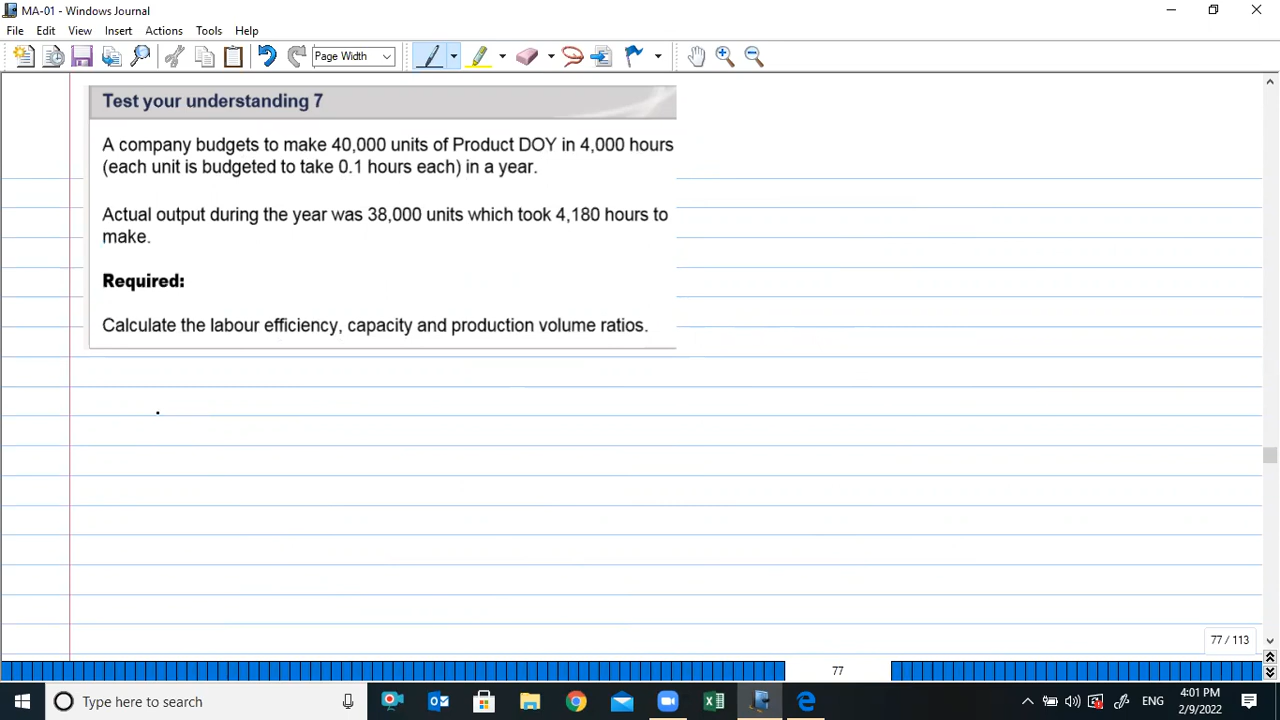 MA-01 - Windows Journal
File Edit View Insert Actions Tools Help
Page Width
Test your understanding 7
A company budgets to make 40,000 units of Product DOY in 4,000 hours
(each unit is budgeted to take 0.1 hours each) in a year.
Actual output during the year was 38,000 units which took 4,180 hours to
make.
Required:
Calculate the labour efficiency, capacity and production volume ratios.
77 / 113
77
Type here to search
ENG
4:01 PM
2/9/2022